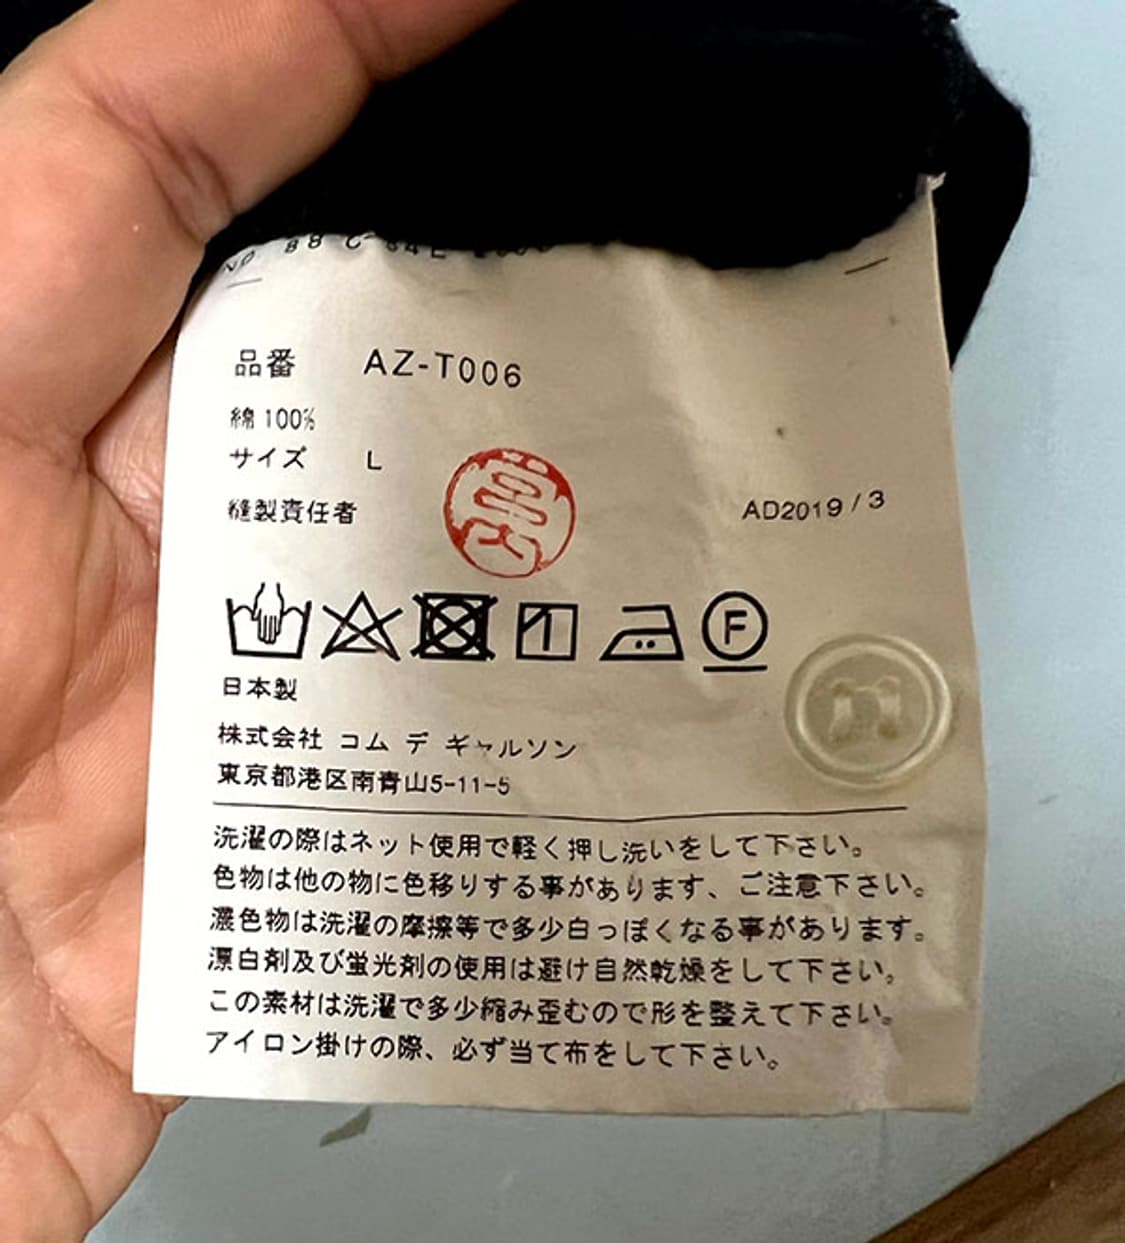 品番 AZ-T006
綿 100%
サイズ L
縫製責任者 AD2019 / 3
F
日本製
株式会社 コム デ ギャルソン
東京都港区南青山5-11-5
洗濯の際はネット使用で軽く押し洗いをして下さい。
色物は他の物に色移りする事があります、ご注意下さい。
濃色物は洗濯の摩擦等で多少白っぽくなる事があります。
漂白剤及び蛍光剤の使用は避け自然乾燥をして下さい。
この素材は洗濯で多少縮み歪むので形を整えて下さい。
アイロン掛けの際、必ず当て布をして下さい。